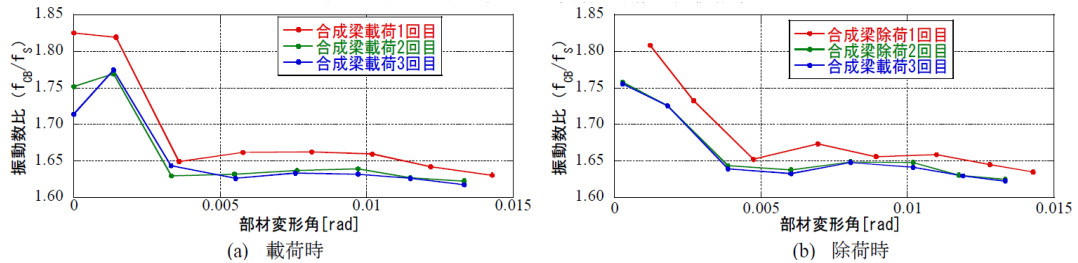 1.85
1.80
1.75
1.70
1.65
1.60
振動数比 (f_CB/f_S)
合成梁載荷1回目
合成梁載荷2回目
合成梁載荷3回目
0
0.005
0.01
0.015
部材変形角[rad]
(a) 載荷時
1.85
1.80
1.75
1.70
1.65
1.60
振動数比 (f_CB/f_S)
合成梁除荷1回目
合成梁除荷2回目
合成梁載荷3回目
0
0.005
0.01
0.015
部材変形角[rad]
(b) 除荷時